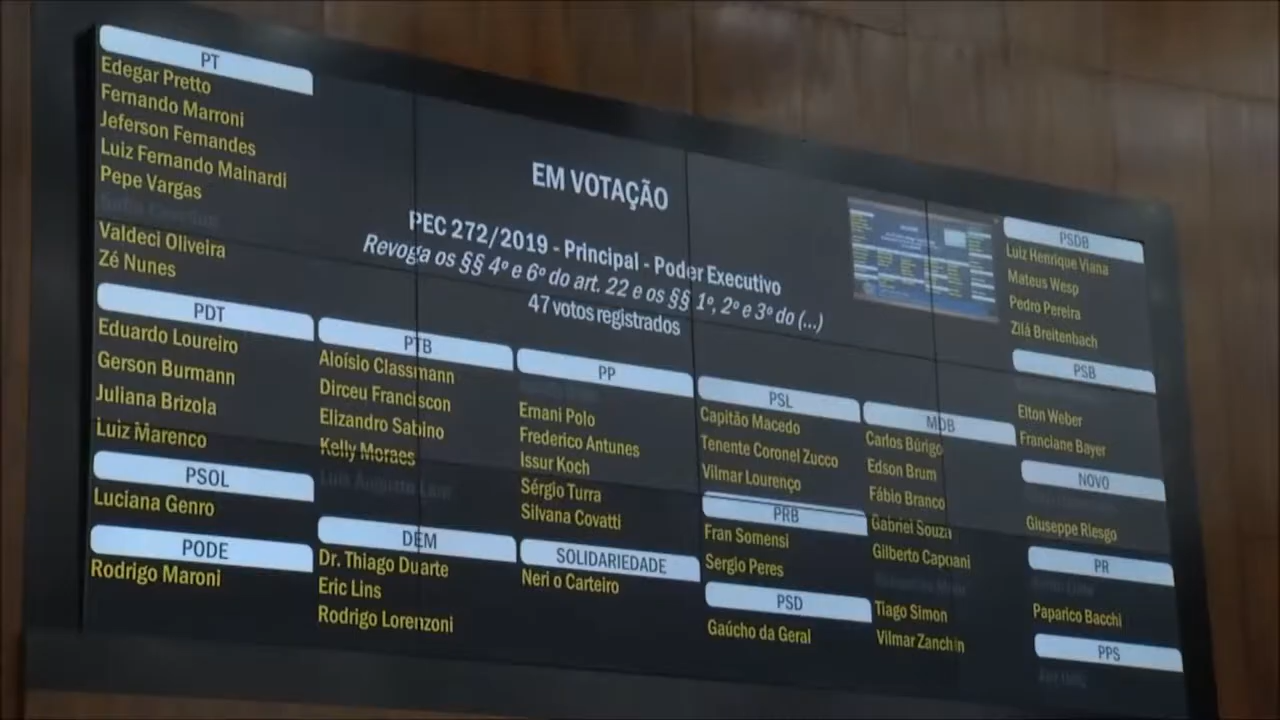 PT
Edegar Pretto
Fernando Marroni
Jeferson Fernandes
Luiz Fernando Mainardi
Pepe Vargas
Valdeci Oliveira
Zé Nunes
EM VOTAÇÃO
PEC 272/2019 - Principal - Poder Executivo
Revoga os §§ 4º e 6º do art. 22 e os §§ 1º, 2º e 3º do (...)
47 votos registrados
PSDB
Luiz Henrique Viana
Mateus Wesp
Pedro Pereira
Zilá Breitenbach
PDT
Eduardo Loureiro
Gerson Burmann
Juliana Brizola
Luiz Marenco
PSOL
Luciana Genro
PODE
Rodrigo Maroni
PTB
Aloísio Classmann
Dirceu Franciscon
Elizandro Sabino
Kelly Moraes
DEM
Dr. Thiago Duarte
Eric Lins
Rodrigo Lorenzoni
PP
Ernani Polo
Frederico Antunes
Issur Koch
Sérgio Turra
Silvana Covatti
SOLIDARIEDADE
Neri o Carteiro
PSL
Capitão Macedo
Tenente Coronel Zucco
Vilmar Lourenço
PRB
Fran Somensi
Sergio Peres
PSD
Gaúcho da Geral
MDB
Carlos Búrigo
Edson Brum
Fábio Branco
Gabriel Souza
Gilberto Capoani
Tiago Simon
Vilmar Zanchin
PSB
Elton Weber
Franciane Bayer
NOVO
Giuseppe Riesgo
PR
Paparico Bacchi
PPS